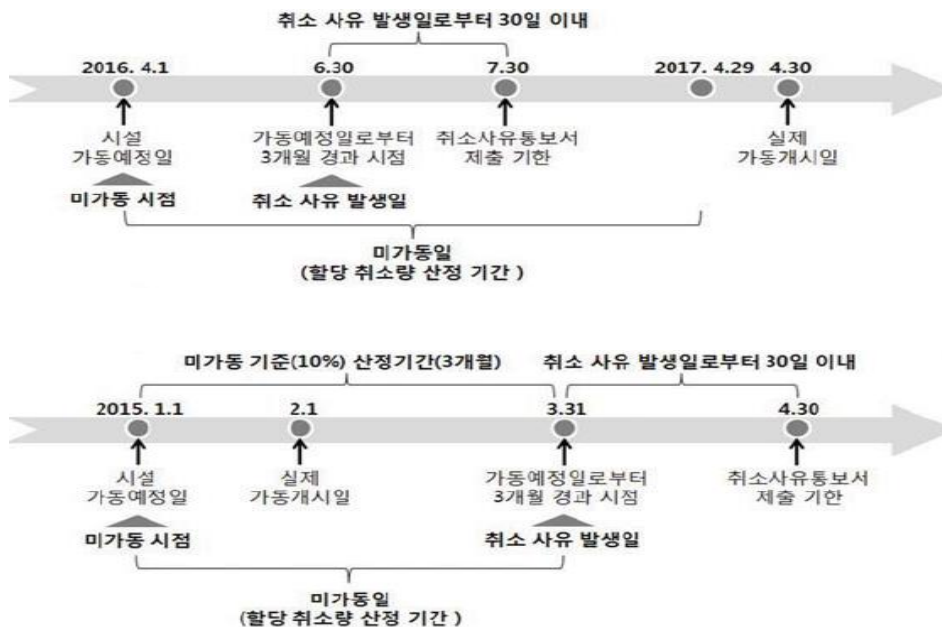 취소 사유 발생일로부터 30일 이내
2016. 4.1
6.30
7.30
2017. 4.29
4.30
시설
가동예정일
가동예정일로부터
3개월 경과 시점
취소사유통보서
제출 기한
실제
가동개시일
미가동 시점
취소 사유 발생일
미가동일
(할당 취소량 산정 기간 )
미가동 기준(10%) 산정기간(3개월)
취소 사유 발생일로부터 30일 이내
2015. 1.1
2.1
3.31
4.30
시설
가동예정일
실제
가동개시일
가동예정일로부터
3개월 경과 시점
취소사유통보서
제출 기한
미가동 시점
취소 사유 발생일
미가동일
(할당 취소량 산정 기간 )